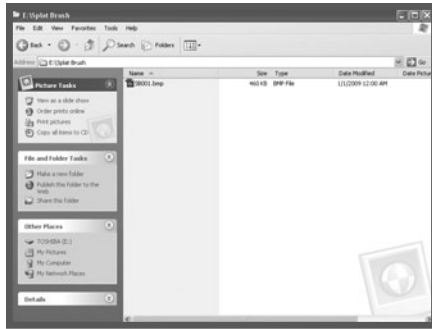 E:\Splat Brush
File Edit View Favorites Tools Help
Back Search Folders
Address E:\Splat Brush Go
Name Size Type Date Modified Date Pictur
SB001.bmp 460 KB BMP File 1/1/2009 12:00 AM
Picture Tasks
View as a slide show
Order prints online
Print pictures
Copy all items to CD
File and Folder Tasks
Make a new folder
Publish this folder to the
Web
Share this folder
Other Places
TOSHIBA (E:)
My Pictures
My Computer
My Network Places
Details